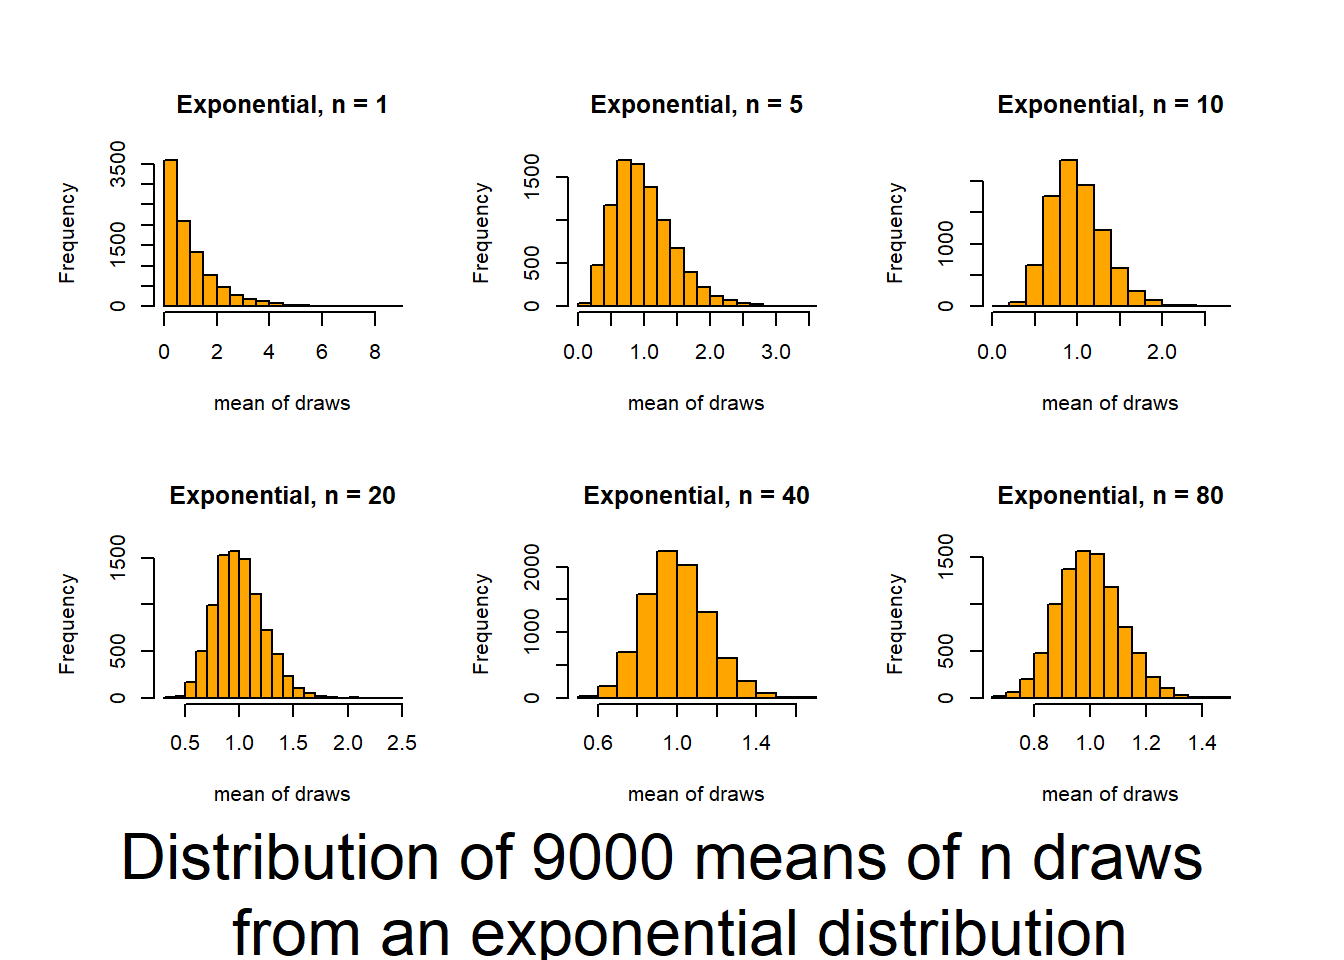 Exponential, n = 1
Frequency
0 1500 3500
0 2 4 6 8
mean of draws
Exponential, n = 5
Frequency
0 500 1500
0.0 1.0 2.0 3.0
mean of draws
Exponential, n = 10
Frequency
0 1000
0.0 1.0 2.0
mean of draws
Exponential, n = 20
Frequency
0 500 1500
0.5 1.0 1.5 2.0 2.5
mean of draws
Exponential, n = 40
Frequency
0 1000 2000
0.6 1.0 1.4
mean of draws
Exponential, n = 80
Frequency
0 500 1500
0.8 1.0 1.2 1.4
mean of draws
Distribution of 9000 means of n draws
from an exponential distribution